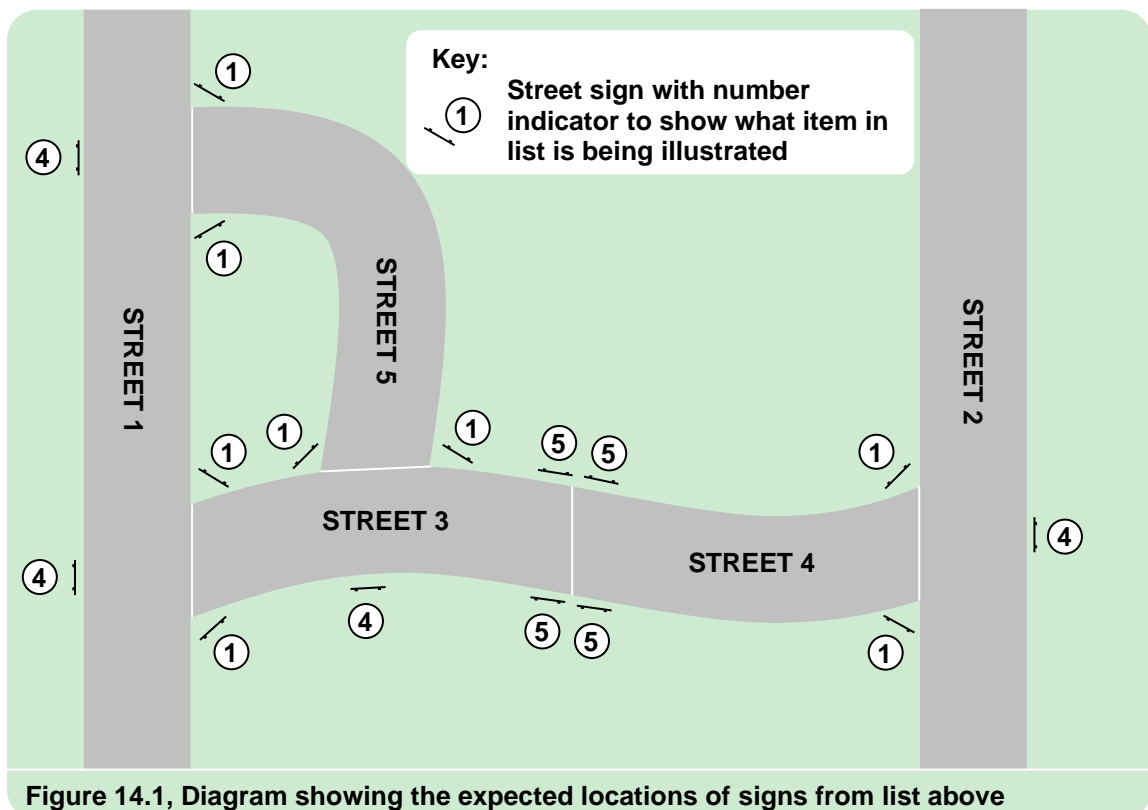 1
Key:
Street sign with number
1
indicator to show what item in
list is being illustrated
4
1
STREET 5
STREET 1
STREET 2
1
1
1
5
5
1
STREET 3
4
STREET 4
4
4
5
5
1
1
Figure 14.1, Diagram showing the expected locations of signs from list above